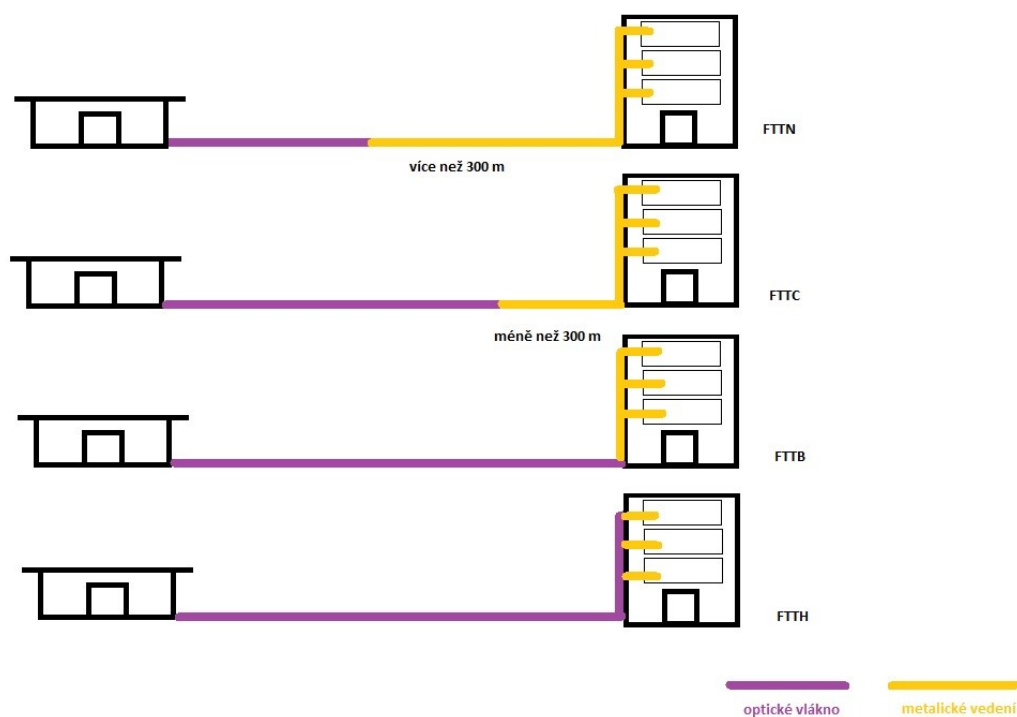 FTTN
více než 300 m
FTTC
méně než 300 m
FTTB
FTTH
optické vlákno
metalické vedení